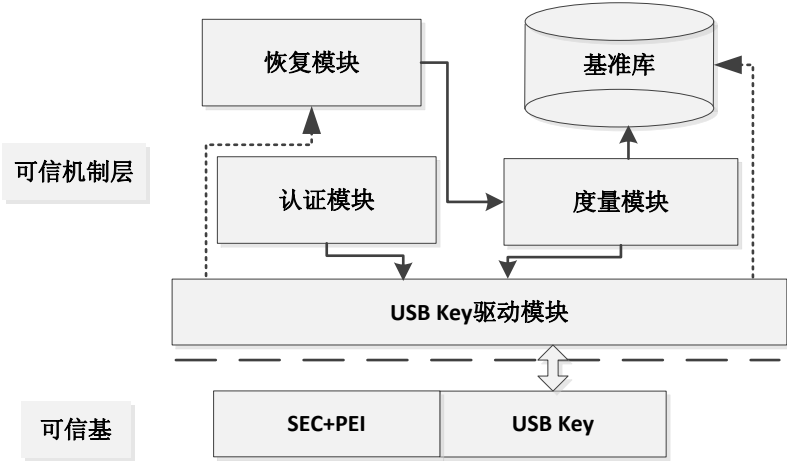 恢复模块
基准库
可信机制层
认证模块
度量模块
USB Key驱动模块
可信基
SEC+PEI
USB Key